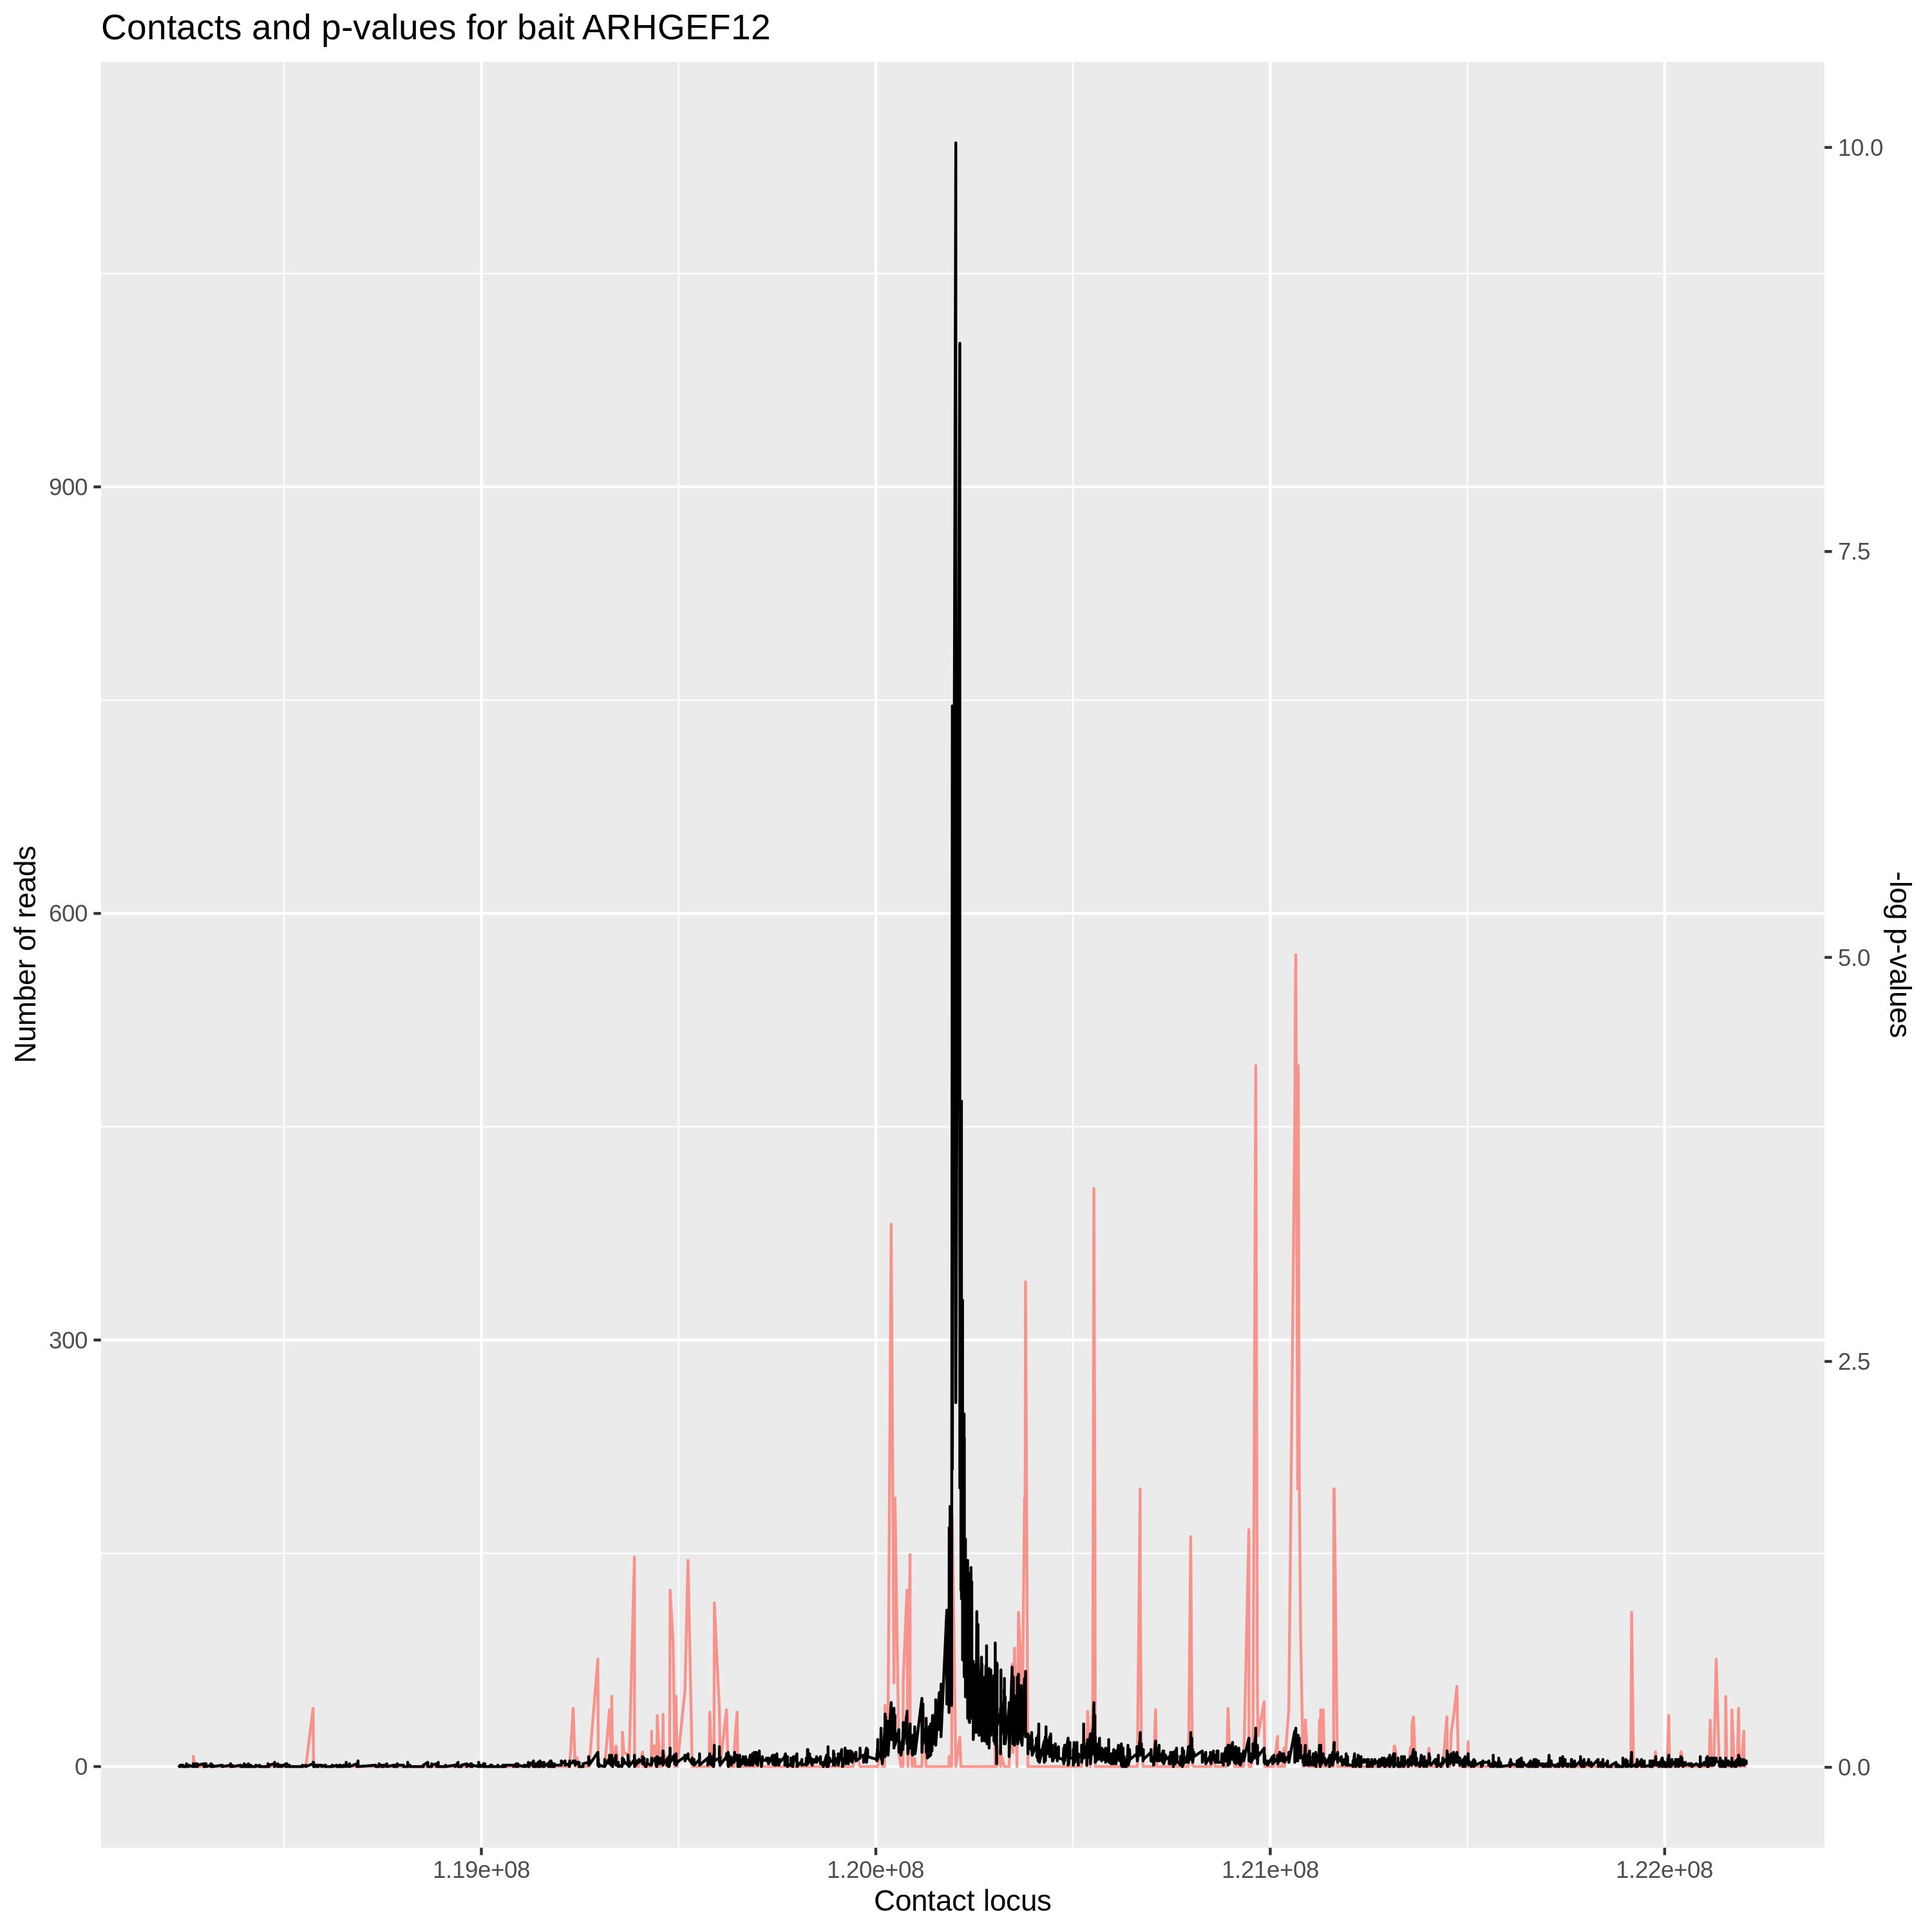 Contacts and p-values for bait ARHGEF12
Number of reads
900
600
300
0
10.0
7.5
5.0
2.5
0.0
-log p-values
1.19e+08
1.20e+08
1.21e+08
1.22e+08
Contact locus